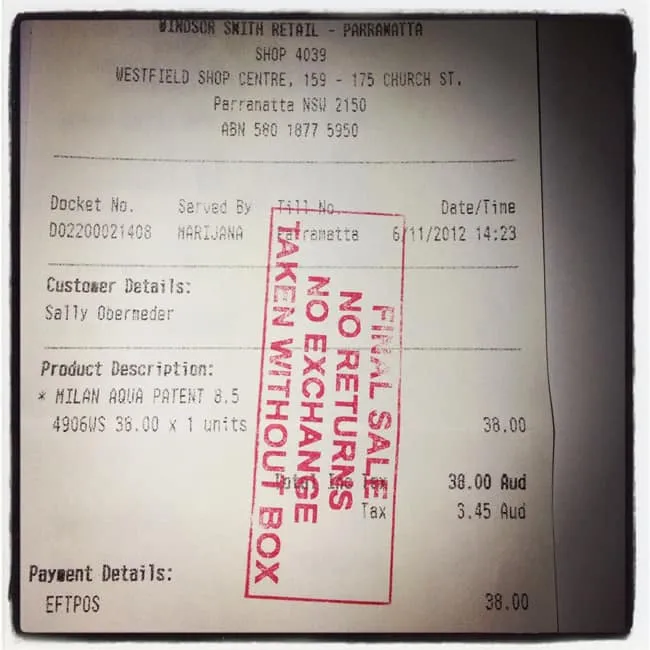 WINDSOR SMITH RETAIL - PARRAMATTA
SHOP 4039
WESTFIELD SHOP CENTRE, 159 - 175 CHURCH ST.
Parramatta NSW 2150
ABN 580 1877 5950
Docket No. Served By Till No. Date/Time
D02200021408 MARIJANA Parramatta 6/11/2012 14:23
Customer Details:
Sally Obermeder
Product Description:
* MILAN AQUA PATENT 8.5
4906WS 38.00 x 1 units 38.00
Total Inc Tax 38.00 Aud
Tax 3.45 Aud
Payment Details:
EFTPOS 38.00
FINAL SALE
NO RETURNS
NO EXCHANGE
TAKEN WITHOUT BOX